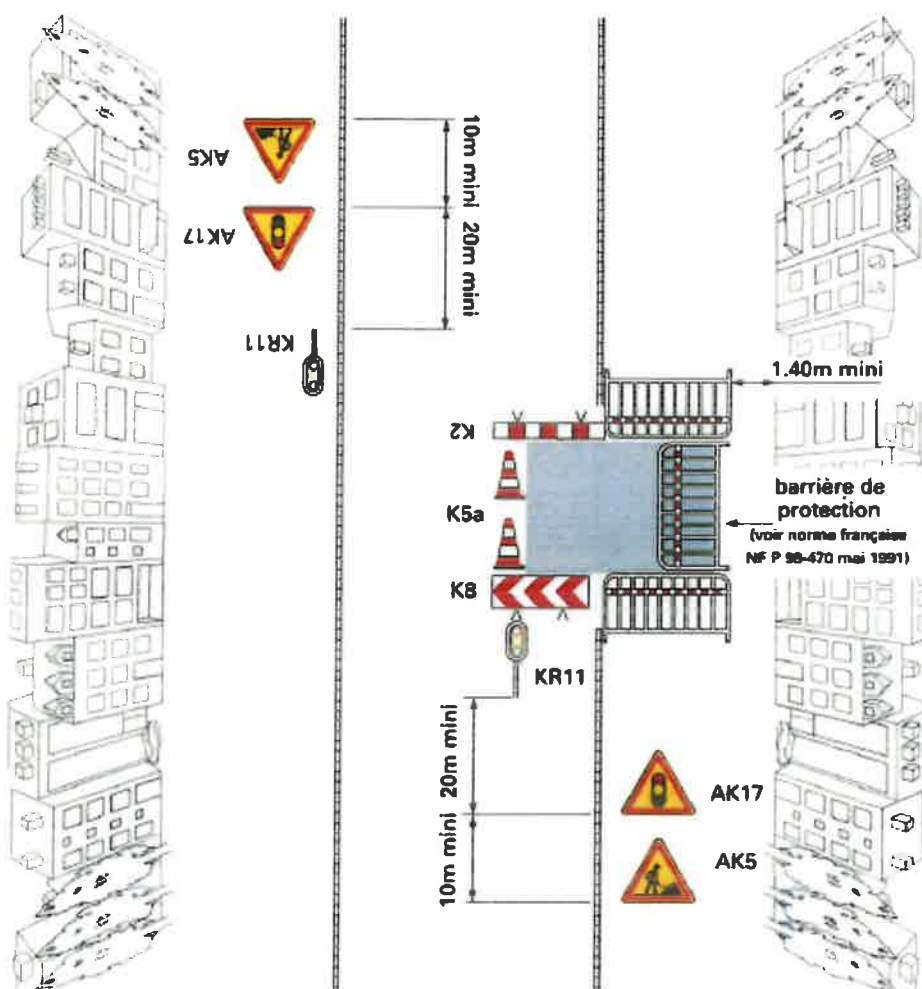 AK5
10m mini
AK17
20m mini
KR11
1.40m mini
K2
barrière de
protection
(voir norme française
NF P 98-470 mai 1991)
K5a
K8
KR11
20m mini
AK17
10m mini
AK5